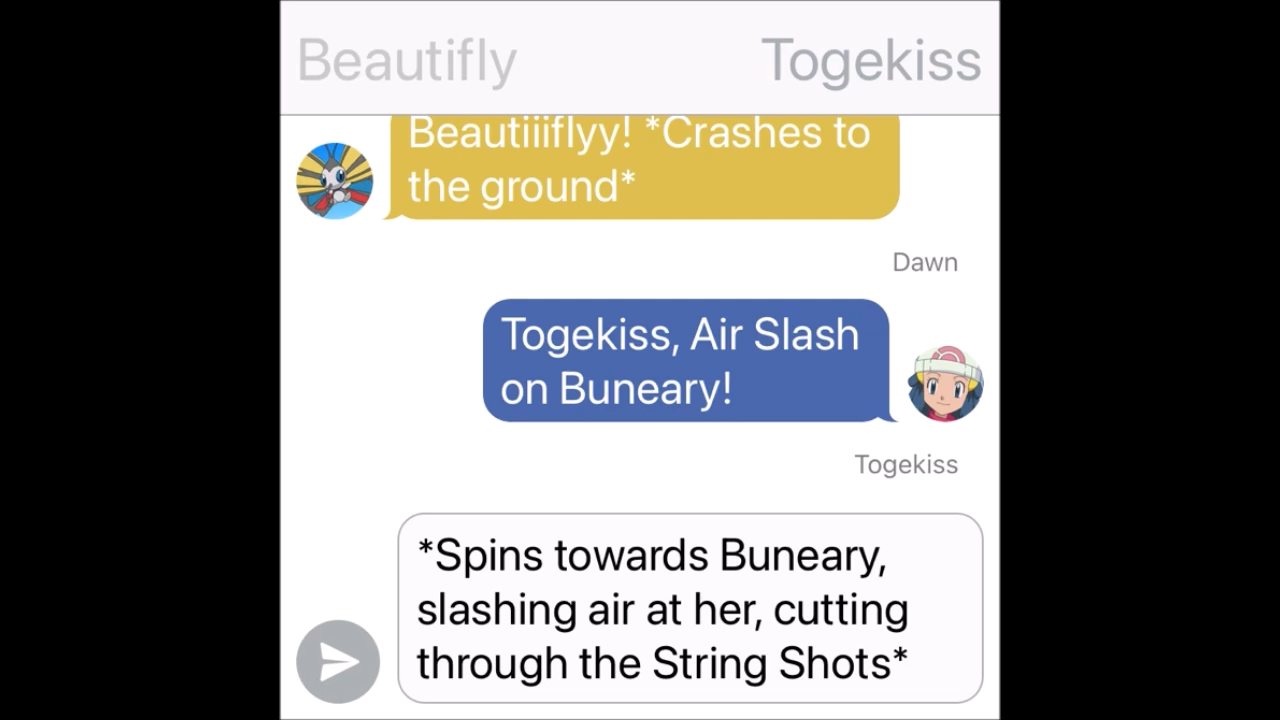 Beautifly Togekiss
Beautiiiflyy! *Crashes to
the ground*
Dawn
Togekiss, Air Slash
on Buneary!
Togekiss
*Spins towards Buneary,
slashing air at her, cutting
through the String Shots*